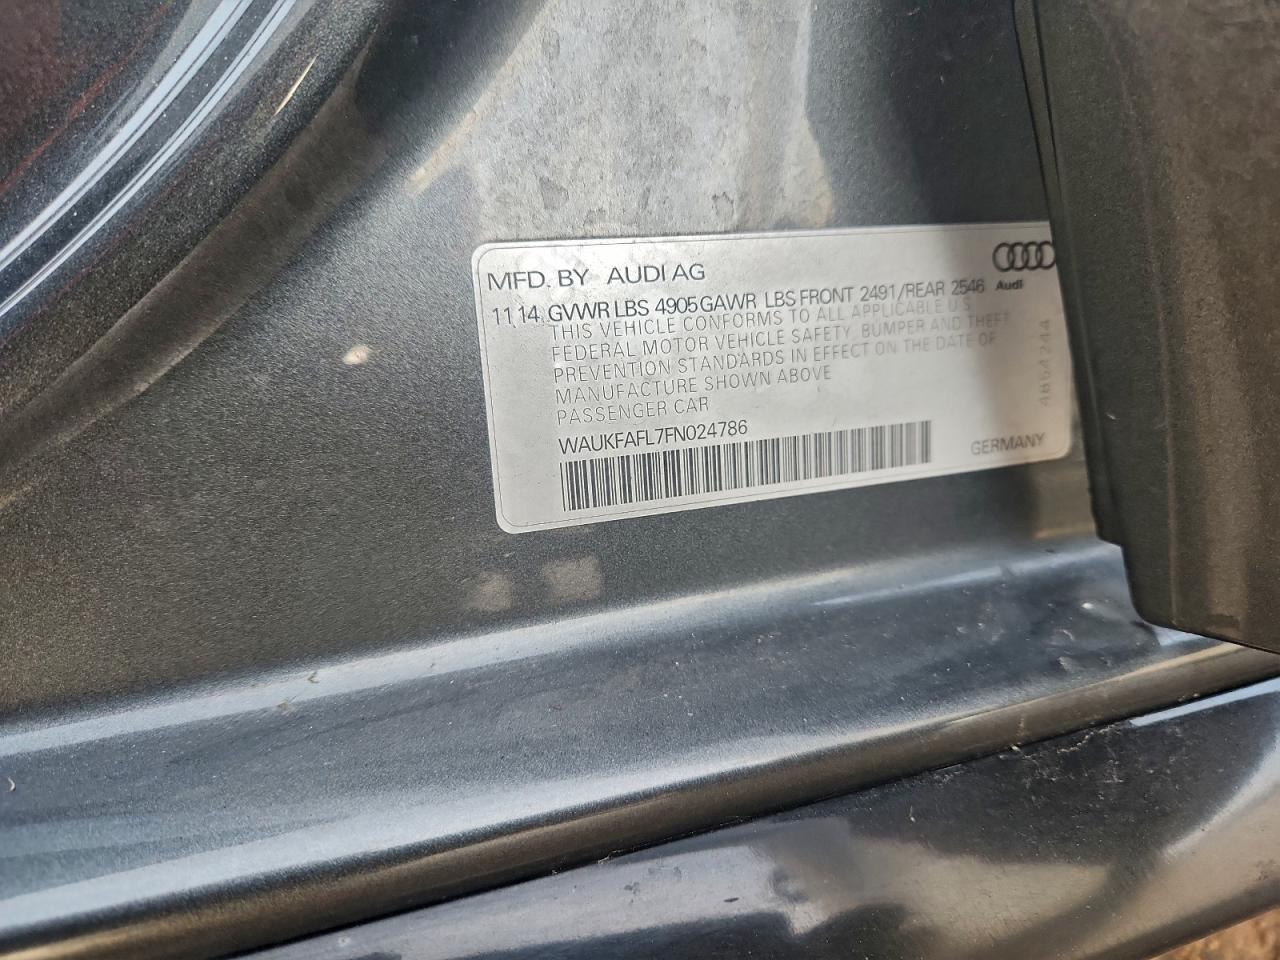 MFD. BY AUDI AG
Audi
11.14 GVWR LBS 4905 GAWR LBS FRONT 2491/REAR 2546
THIS VEHICLE CONFORMS TO ALL APPLICABLE U.S.
FEDERAL MOTOR VEHICLE SAFETY, BUMPER AND THEFT
PREVENTION STANDARDS IN EFFECT ON THE DATE OF
MANUFACTURE SHOWN ABOVE
PASSENGER CAR
WAUKFAFL7FN024786
GERMANY
4654244